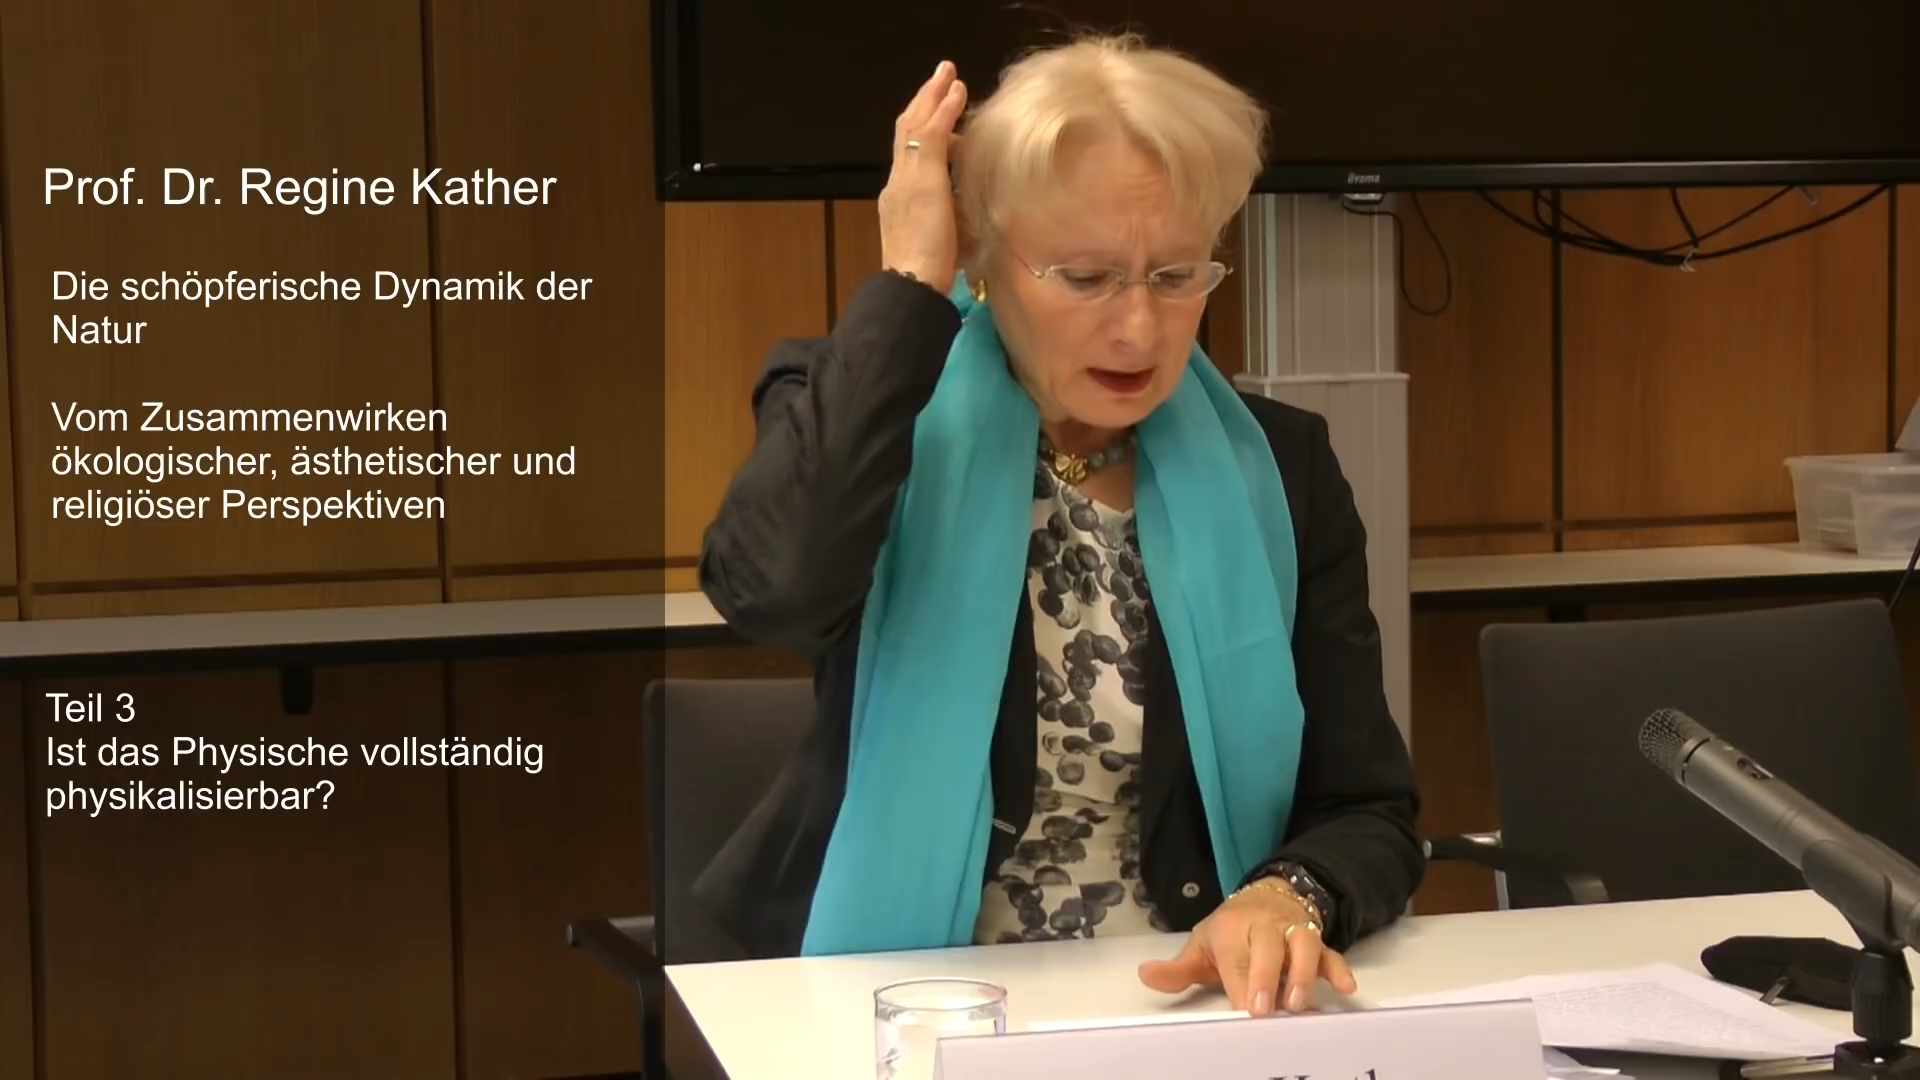 Prof. Dr. Regine Kather
Die schöpferische Dynamik der
Natur
Vom Zusammenwirken
ökologischer, ästhetischer und
religiöser Perspektiven
Teil 3
Ist das Physische vollständig
physikalisierbar?
iiyama